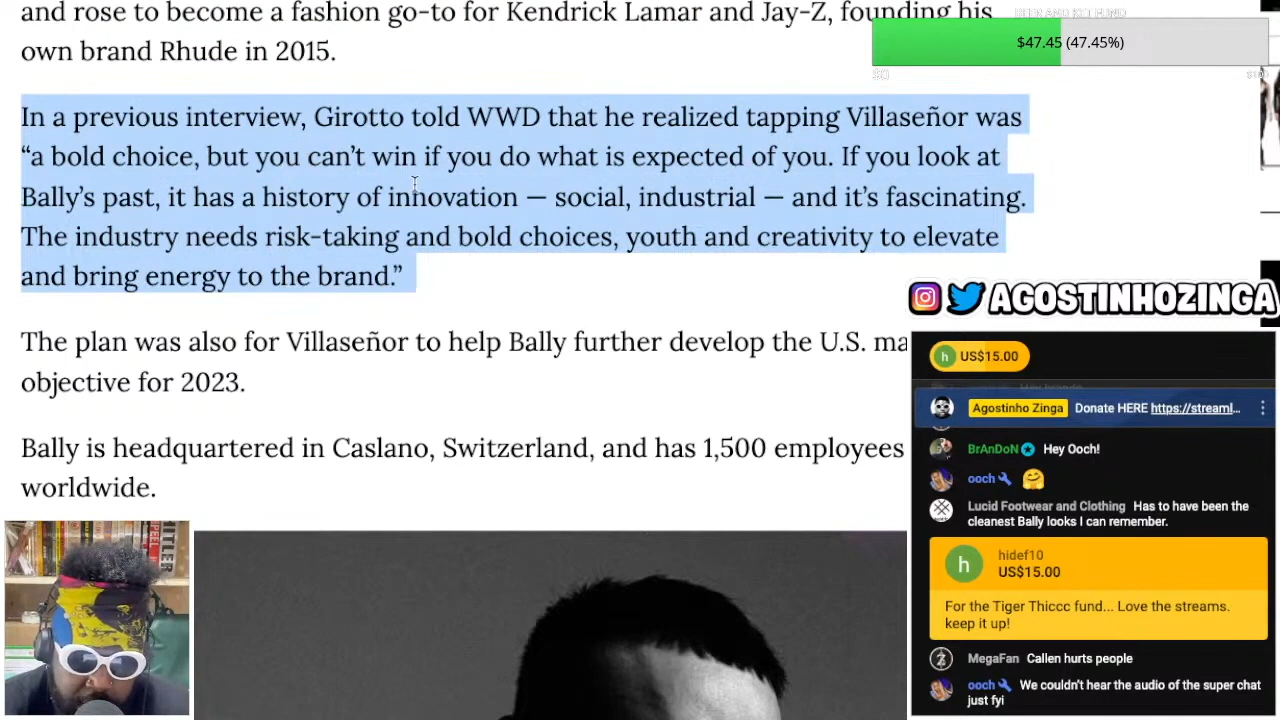 and rose to become a fashion go-to for Kendrick Lamar and Jay-Z, founding his
own brand Rhude in 2015.
In a previous interview, Girotto told WWD that he realized tapping Villaseñor was
“a bold choice, but you can’t win if you do what is expected of you. If you look at
Bally’s past, it has a history of innovation — social, industrial — and it’s fascinating.
The industry needs risk-taking and bold choices, youth and creativity to elevate
and bring energy to the brand.”
The plan was also for Villaseñor to help Bally further develop the U.S. ma
objective for 2023.
Bally is headquartered in Caslano, Switzerland, and has 1,500 employees
worldwide.
$47.45 (47.45%)
$0
AGOSTINHOZINGA
h US$15.00
Agostinho Zinga Donate HERE https://streaml...
BrAnDoN Hey Ooch!
ooch
Lucid Footwear and Clothing Has to have been the
cleanest Bally looks I can remember.
h hidef10
US$15.00
For the Tiger Thiccc fund... Love the streams.
keep it up!
MegaFan Callen hurts people
ooch We couldn't hear the audio of the super chat
just fyi